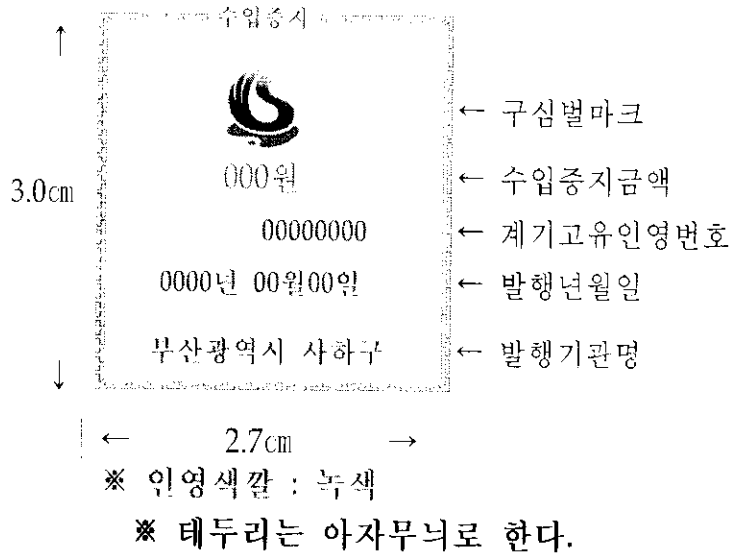 수입증지
← 구심벌마크
000원 ← 수입증지금액
3.0cm
00000000 ← 계기고유인영번호
0000년 00월00일 ← 발행년월일
부산광역시 사하구 ← 발행기관명
← 2.7cm →
※ 인영색깔 : 녹색
※ 테두리는 아자무늬로 한다.